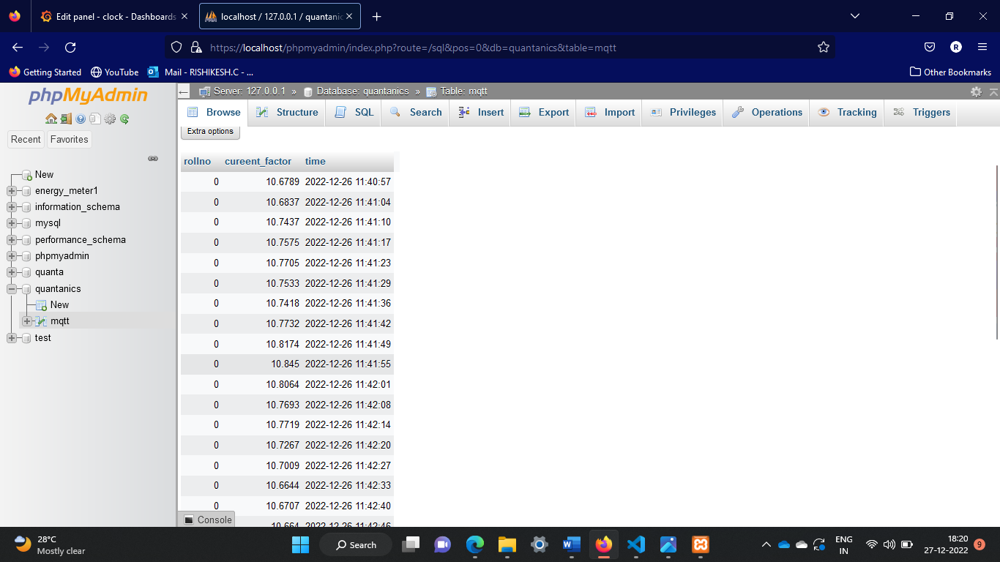 Edit panel - clock - Dashboards
localhost / 127.0.0.1 / quantanic
https://localhost/phpmyadmin/index.php?route=/sql&pos=0&db=quantanics&table=mqtt
R
Getting Started YouTube Mail - RISHIKESH.C - ... Other Bookmarks
phpMyAdmin
Recent Favorites
New
energy_meter1
information_schema
mysql
performance_schema
phpmyadmin
quanta
quantanics
New
mqtt
test
Server: 127.0.0.1 » Database: quantanics » Table: mqtt
Browse Structure SQL Search Insert Export Import Privileges Operations Tracking Triggers
Extra options
rollno cureent_factor time
0 10.6789 2022-12-26 11:40:57
0 10.6837 2022-12-26 11:41:04
0 10.7437 2022-12-26 11:41:10
0 10.7575 2022-12-26 11:41:17
0 10.7705 2022-12-26 11:41:23
0 10.7533 2022-12-26 11:41:29
0 10.7418 2022-12-26 11:41:36
0 10.7732 2022-12-26 11:41:42
0 10.8174 2022-12-26 11:41:49
0 10.845 2022-12-26 11:41:55
0 10.8064 2022-12-26 11:42:01
0 10.7693 2022-12-26 11:42:08
0 10.7719 2022-12-26 11:42:14
0 10.7267 2022-12-26 11:42:20
0 10.7009 2022-12-26 11:42:27
0 10.6644 2022-12-26 11:42:33
0 10.6707 2022-12-26 11:42:40
10.664 2022-12-26 11:42:46
Console
28°C
Mostly clear
Search
ENG
IN
18:20
27-12-2022
9